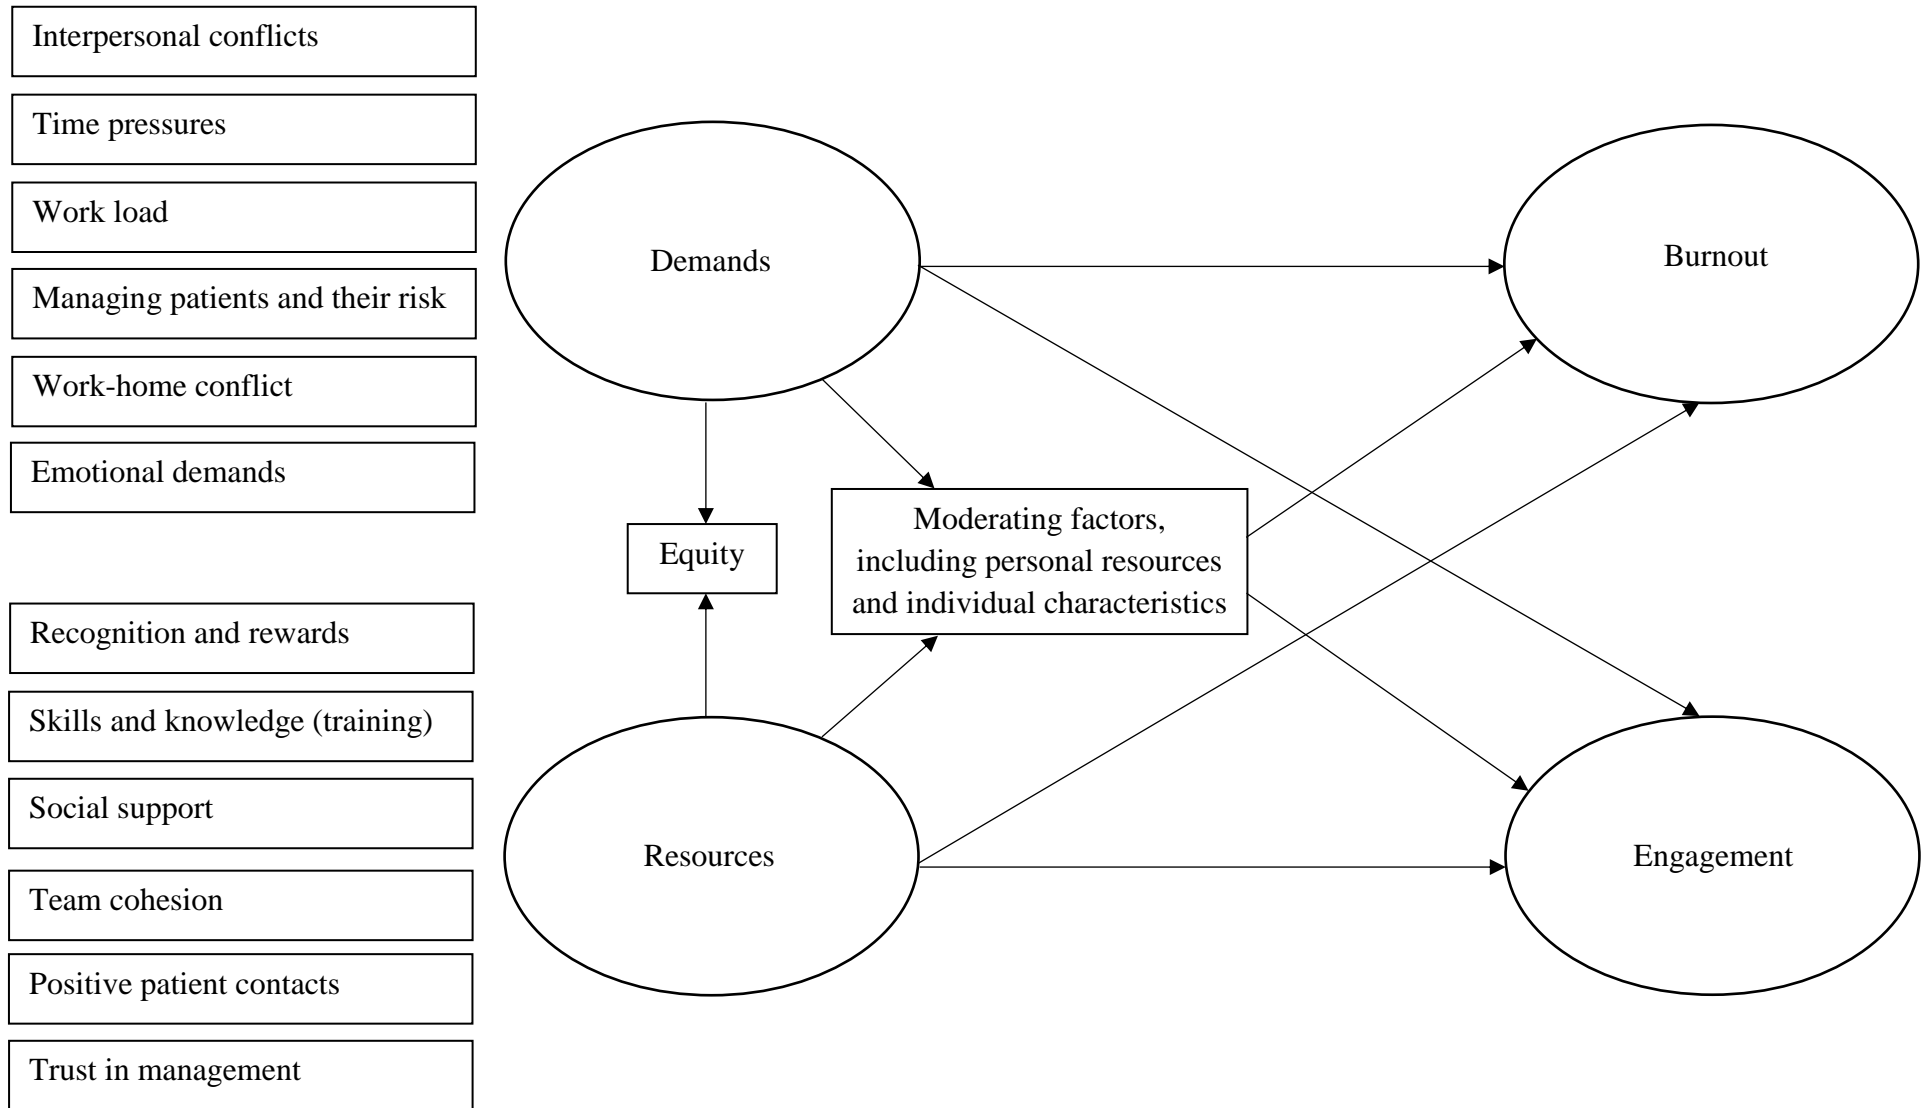 Interpersonal conflicts
Time pressures
Work load
Managing patients and their risk
Work-home conflict
Emotional demands
Recognition and rewards
Skills and knowledge (training)
Social support
Team cohesion
Positive patient contacts
Trust in management
Demands
Equity
Resources
Moderating factors,
including personal resources
and individual characteristics
Burnout
Engagement